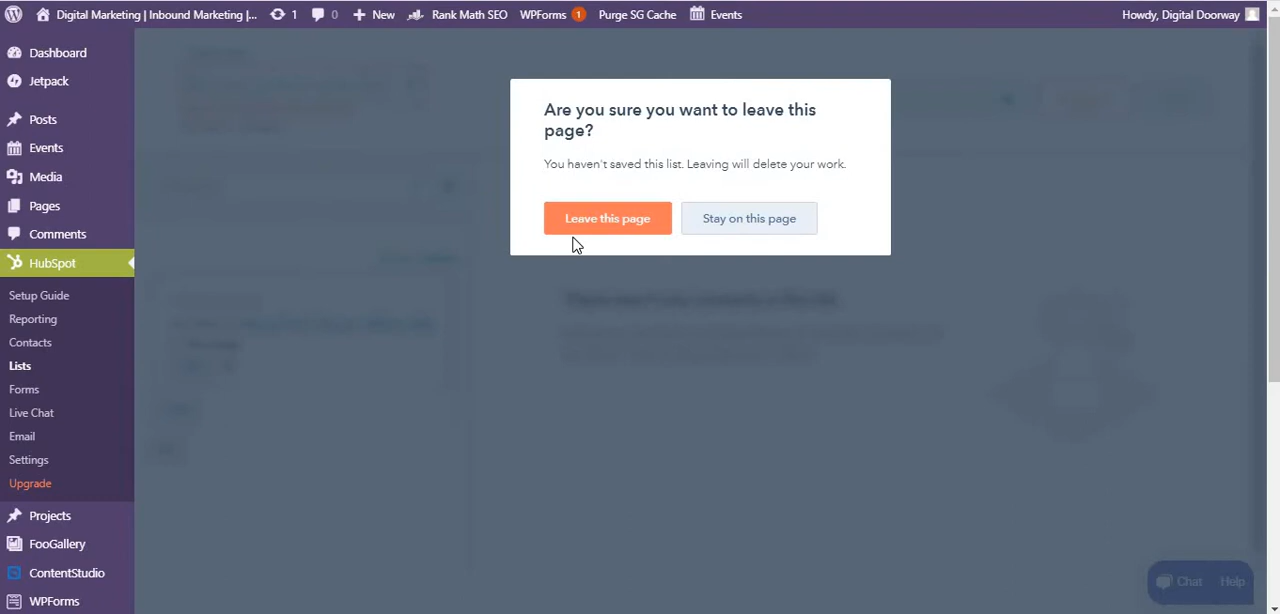 Digital Marketing | Inbound Marketing |... 1 0 New Rank Math SEO WPForms 1 Purge SG Cache Events Howdy, Digital Doorway
Dashboard
Jetpack
Posts
Events
Media
Pages
Comments
HubSpot
Setup Guide
Reporting
Contacts
Lists
Forms
Live Chat
Email
Settings
Upgrade
Projects
FooGallery
ContentStudio
WPForms
Are you sure you want to leave this
page?
You haven't saved this list. Leaving will delete your work.
Leave this page Stay on this page
Chat Help